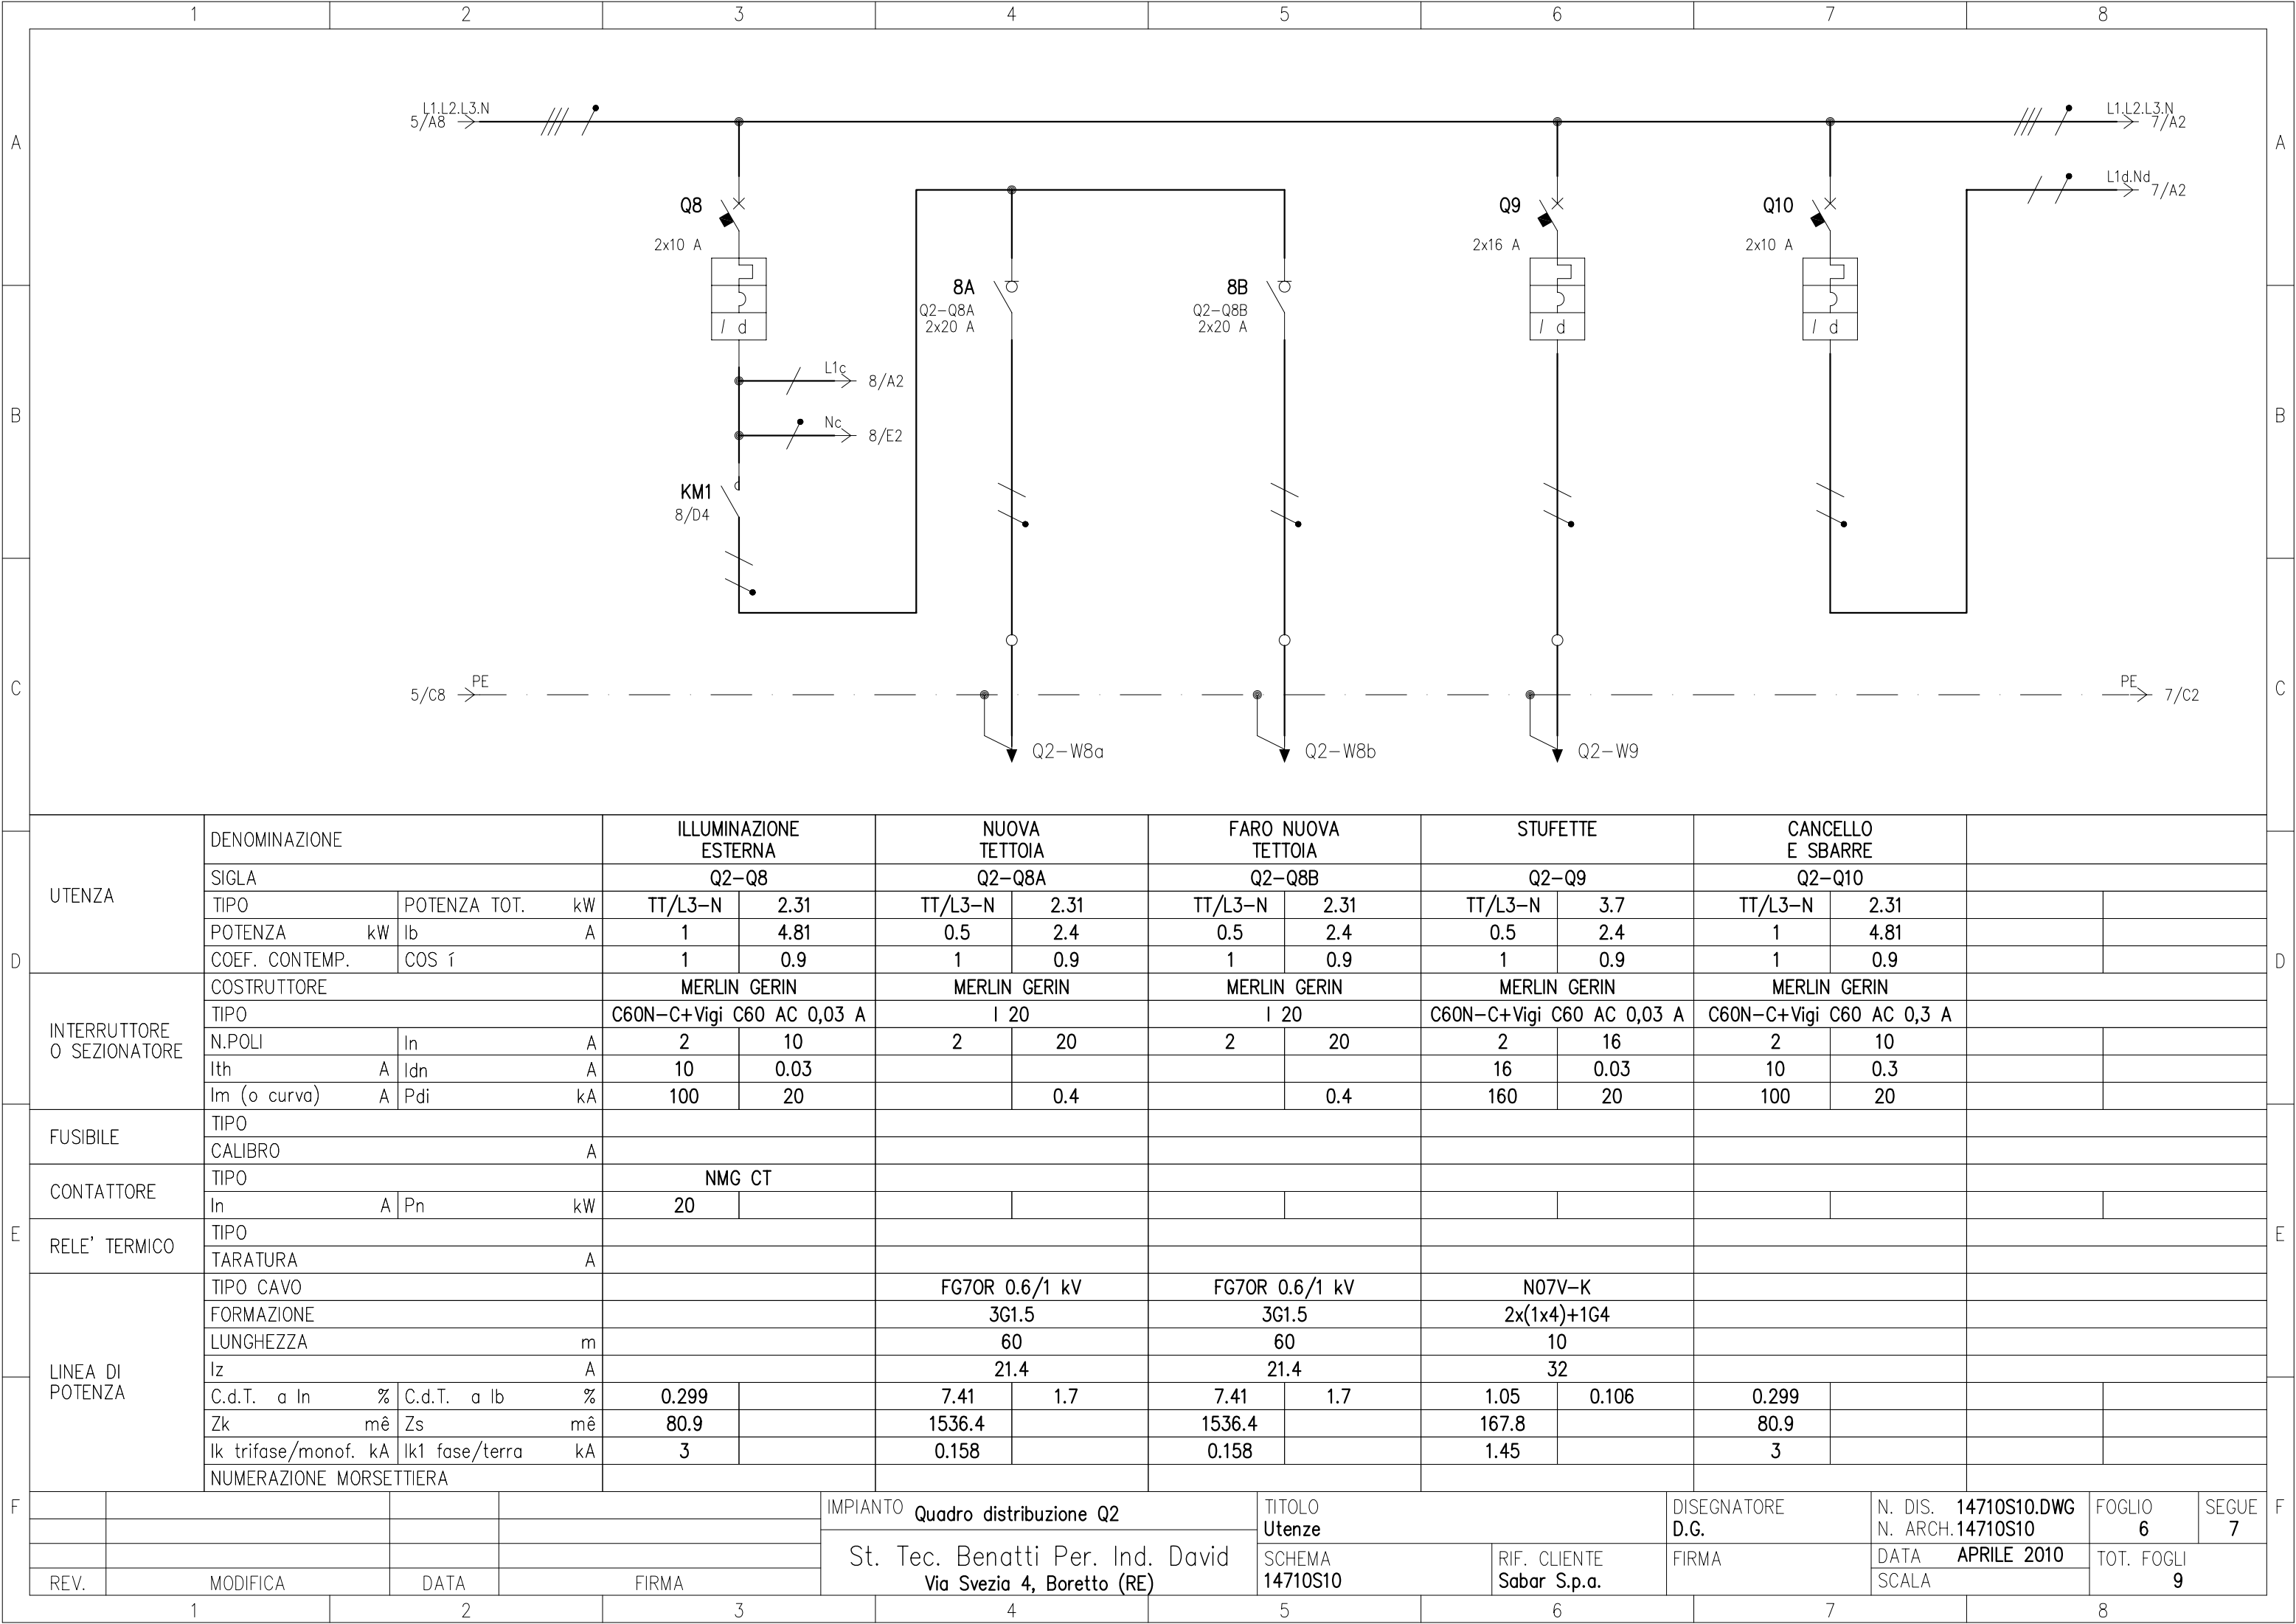 1 2 3 4 5 6 7 8
A A
L1.L2.L3.N
5/A8
L1.L2.L3.N
7/A2
L1d.Nd
7/A2
Q8
2x10 A
Q9
2x16 A
Q10
2x10 A
I d
I d
I d
8A
Q2-Q8A
2x20 A
8B
Q2-Q8B
2x20 A
L1c
8/A2
B B
Nc
8/E2
KM1
8/D4
C C
5/C8
PE
PE
7/C2
Q2-W8a
Q2-W8b
Q2-W9
UTENZA
DENOMINAZIONE
ILLUMINAZIONE
ESTERNA
NUOVA
TETTOIA
FARO NUOVA
TETTOIA
STUFETTE
CANCELLO
E SBARRE
SIGLA Q2-Q8 Q2-Q8A Q2-Q8B Q2-Q9 Q2-Q10
TIPO POTENZA TOT. kW TT/L3-N 2.31 TT/L3-N 2.31 TT/L3-N 2.31 TT/L3-N 3.7 TT/L3-N 2.31
POTENZA kW Ib A 1 4.81 0.5 2.4 0.5 2.4 0.5 2.4 1 4.81
D D
COEF. CONTEMP. COS í 1 0.9 1 0.9 1 0.9 1 0.9 1 0.9
INTERRUTTORE
O SEZIONATORE
COSTRUTTORE MERLIN GERIN MERLIN GERIN MERLIN GERIN MERLIN GERIN MERLIN GERIN
TIPO C60N-C+Vigi C60 AC 0,03 A I 20 I 20 C60N-C+Vigi C60 AC 0,03 A C60N-C+Vigi C60 AC 0,3 A
N.POLI In A 2 10 2 20 2 20 2 16 2 10
Ith A Idn A 10 0.03 16 0.03 10 0.3
Im (o curva) A Pdi kA 100 20 0.4 0.4 160 20 100 20
FUSIBILE
TIPO
CALIBRO A
CONTATTORE
TIPO NMG CT
In A Pn kW 20
E E
RELE' TERMICO
TIPO
TARATURA A
LINEA DI
POTENZA
TIPO CAVO FG7OR 0.6/1 kV FG7OR 0.6/1 kV N07V-K
FORMAZIONE 3G1.5 3G1.5 2x(1x4)+1G4
LUNGHEZZA m 60 60 10
Iz A 21.4 21.4 32
C.d.T. a In % C.d.T. a Ib % 0.299 7.41 1.7 7.41 1.7 1.05 0.106 0.299
Zk mê Zs mê 80.9 1536.4 1536.4 167.8 80.9
Ik trifase/monof. kA Ik1 fase/terra kA 3 0.158 0.158 1.45 3
NUMERAZIONE MORSETTIERA
F F
IMPIANTO Quadro distribuzione Q2
St. Tec. Benatti Per. Ind. David
Via Svezia 4, Boretto (RE)
TITOLO
Utenze
SCHEMA
14710S10
RIF. CLIENTE
Sabar S.p.a.
DISEGNATORE
D.G.
FIRMA
N. DIS. 14710S10.DWG
N. ARCH. 14710S10
DATA APRILE 2010
SCALA
FOGLIO
6
SEGUE
7
TOT. FOGLI
9
REV. MODIFICA DATA FIRMA
1 2 3 4 5 6 7 8